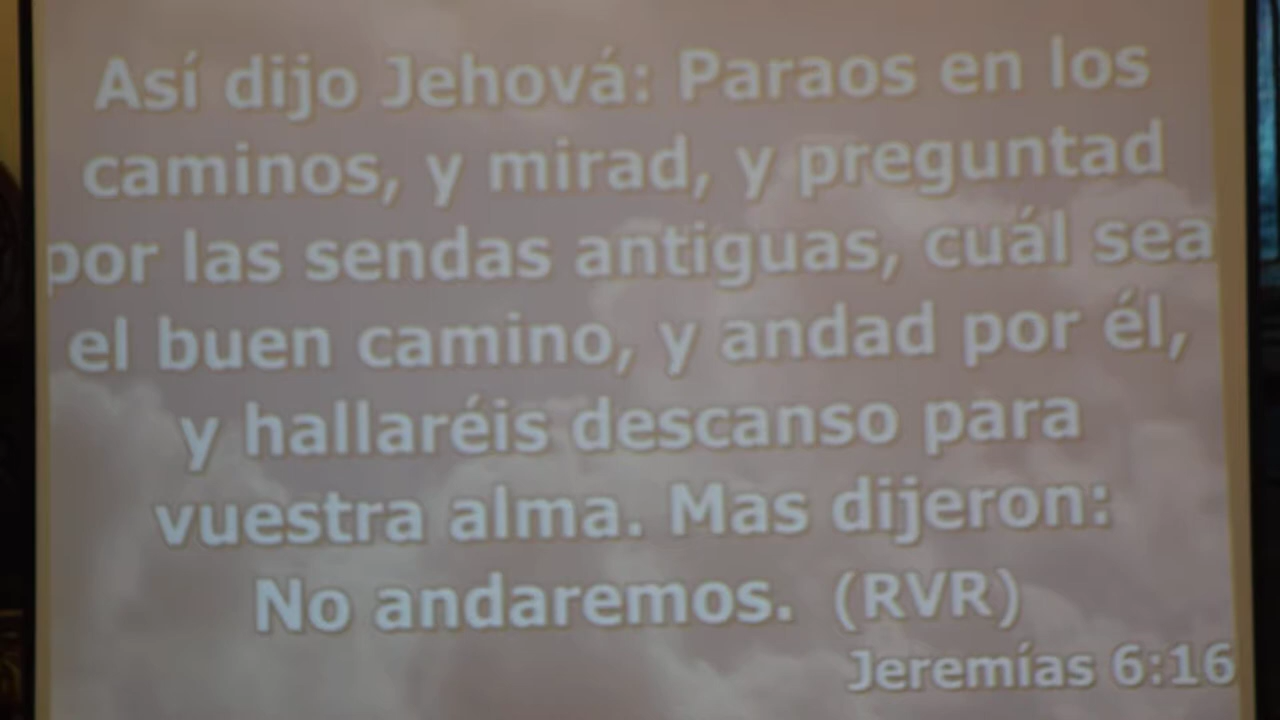 Así dijo Jehová: Paraos en los
caminos, y mirad, y preguntad
por las sendas antiguas, cuál sea
el buen camino, y andad por él,
y hallaréis descanso para
vuestra alma. Mas dijeron:
No andaremos. (RVR)
Jeremías 6:16